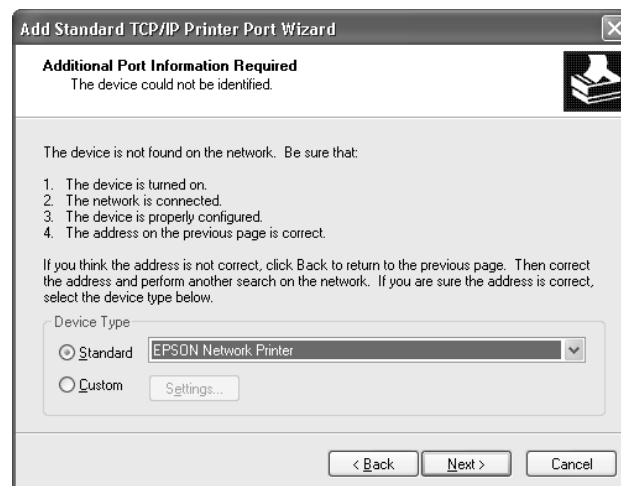 Add Standard TCP/IP Printer Port Wizard
Additional Port Information Required
The device could not be identified.
The device is not found on the network. Be sure that:
1. The device is turned on.
2. The network is connected.
3. The device is properly configured.
4. The address on the previous page is correct.
If you think the address is not correct, click Back to return to the previous page. Then correct
the address and perform another search on the network. If you are sure the address is correct,
select the device type below.
Device Type
Standard EPSON Network Printer
Custom Settings...
< Back Next > Cancel